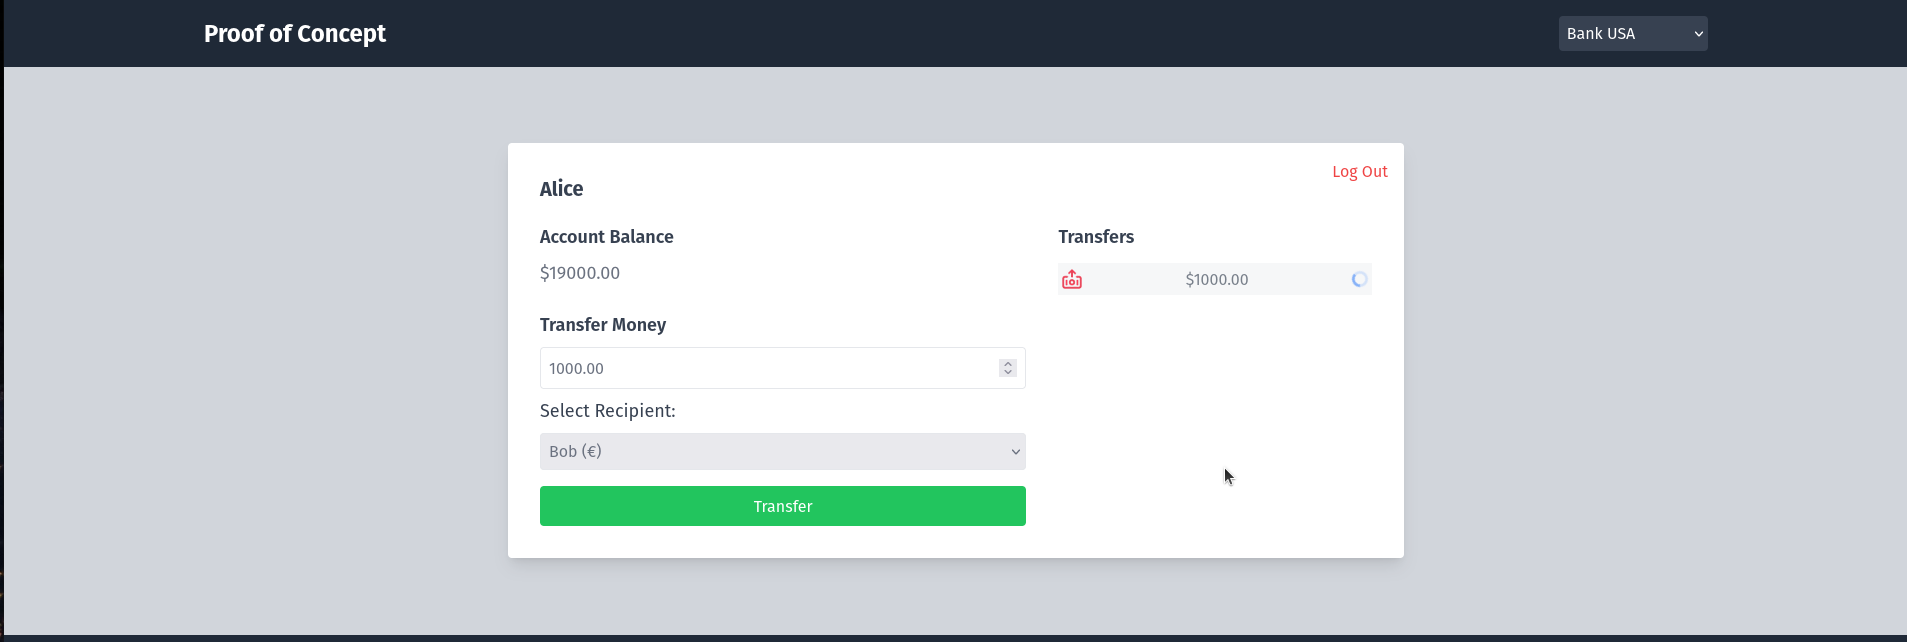 Proof of Concept
Bank USA
Log Out
Alice
Account Balance
$19000.00
Transfer Money
1000.00
Select Recipient:
Bob (€)
Transfer
Transfers
$1000.00